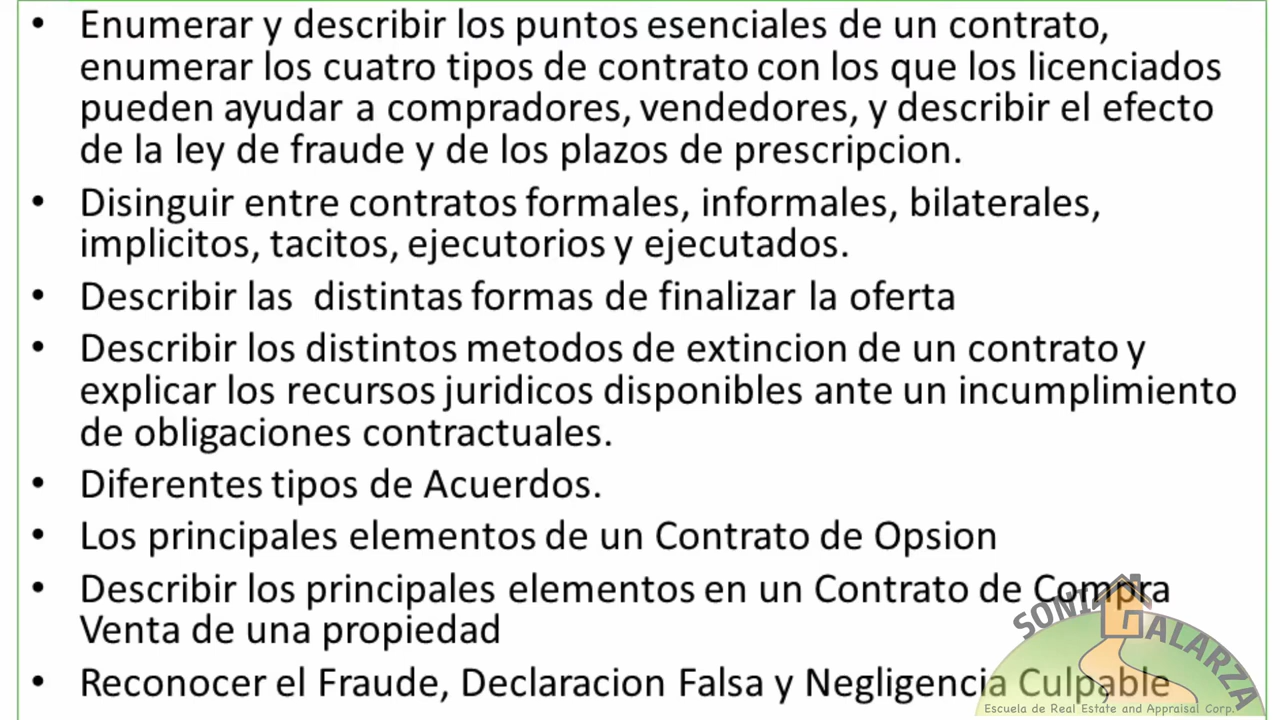 • Enumerar y describir los puntos esenciales de un contrato,
enumerar los cuatro tipos de contrato con los que los licenciados
pueden ayudar a compradores, vendedores, y describir el efecto
de la ley de fraude y de los plazos de prescripcion.
• Disinguir entre contratos formales, informales, bilaterales,
implicitos, tacitos, ejecutorios y ejecutados.
• Describir las distintas formas de finalizar la oferta
• Describir los distintos metodos de extincion de un contrato y
explicar los recursos juridicos disponibles ante un incumplimiento
de obligaciones contractuales.
• Diferentes tipos de Acuerdos.
• Los principales elementos de un Contrato de Opsion
• Describir los principales elementos en un Contrato de Compra
Venta de una propiedad
• Reconocer el Fraude, Declaracion Falsa y Negligencia Culpable
SONI GALARZA
Escuela de Real Estate and Appraisal Corp.